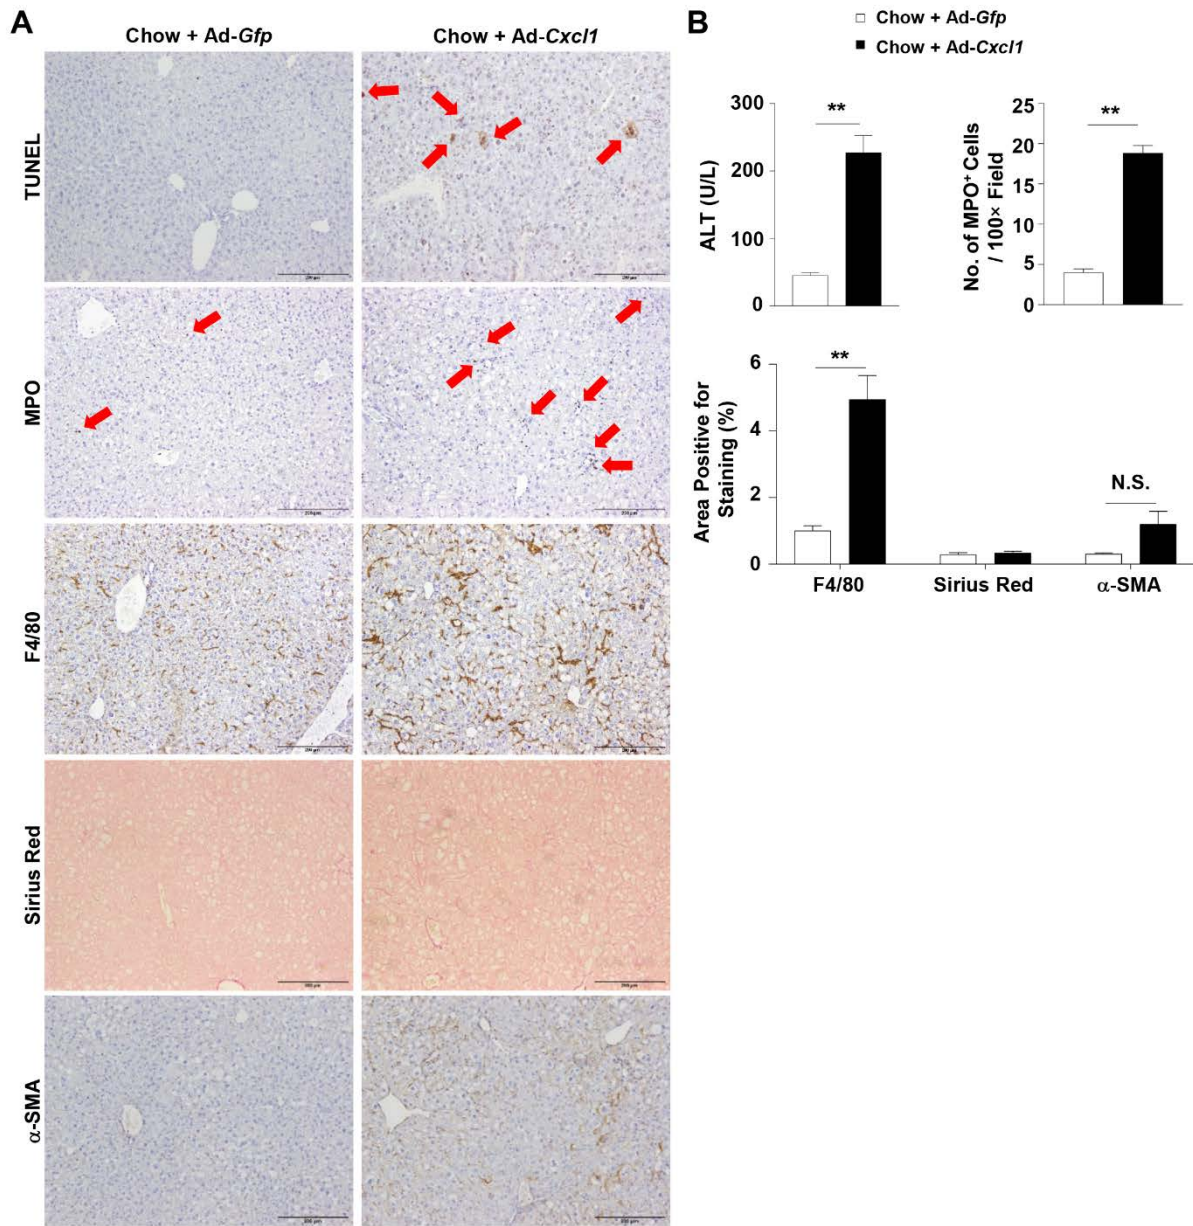 A
Chow + Ad-Gfp
Chow + Ad-Cxcl1
TUNEL
MPO
F4/80
Sirius Red
α-SMA
B
Chow + Ad-Gfp
Chow + Ad-Cxcl1
ALT (U/L)
300
200
100
0
**
No. of MPO⁺ Cells
/ 100× Field
25
20
15
10
5
0
**
Area Positive for
Staining (%)
6
4
2
0
**
N.S.
F4/80
Sirius Red
α-SMA